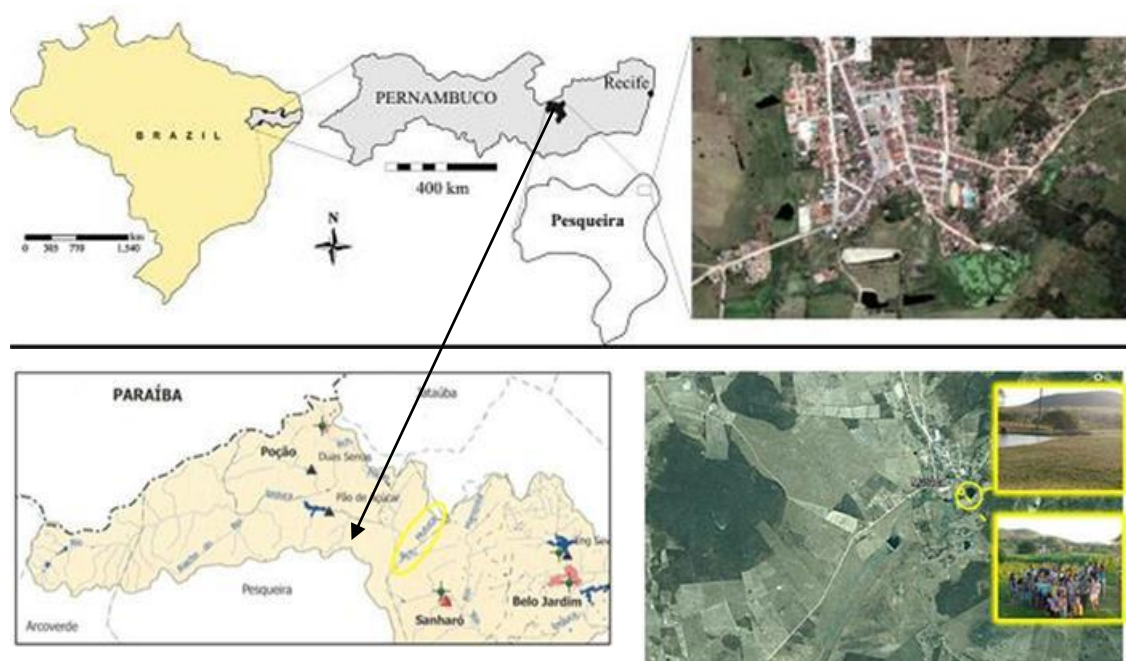 Recife
PERNAMBUCO
BRAZIL
400 km
N
Pesqueira
km
0 385 770 1.540
PARAÍBA
Poção
Duas Serras
Pão de Açúcar
Pesqueira
Sanharó
Belo Jardim
Arcoverde